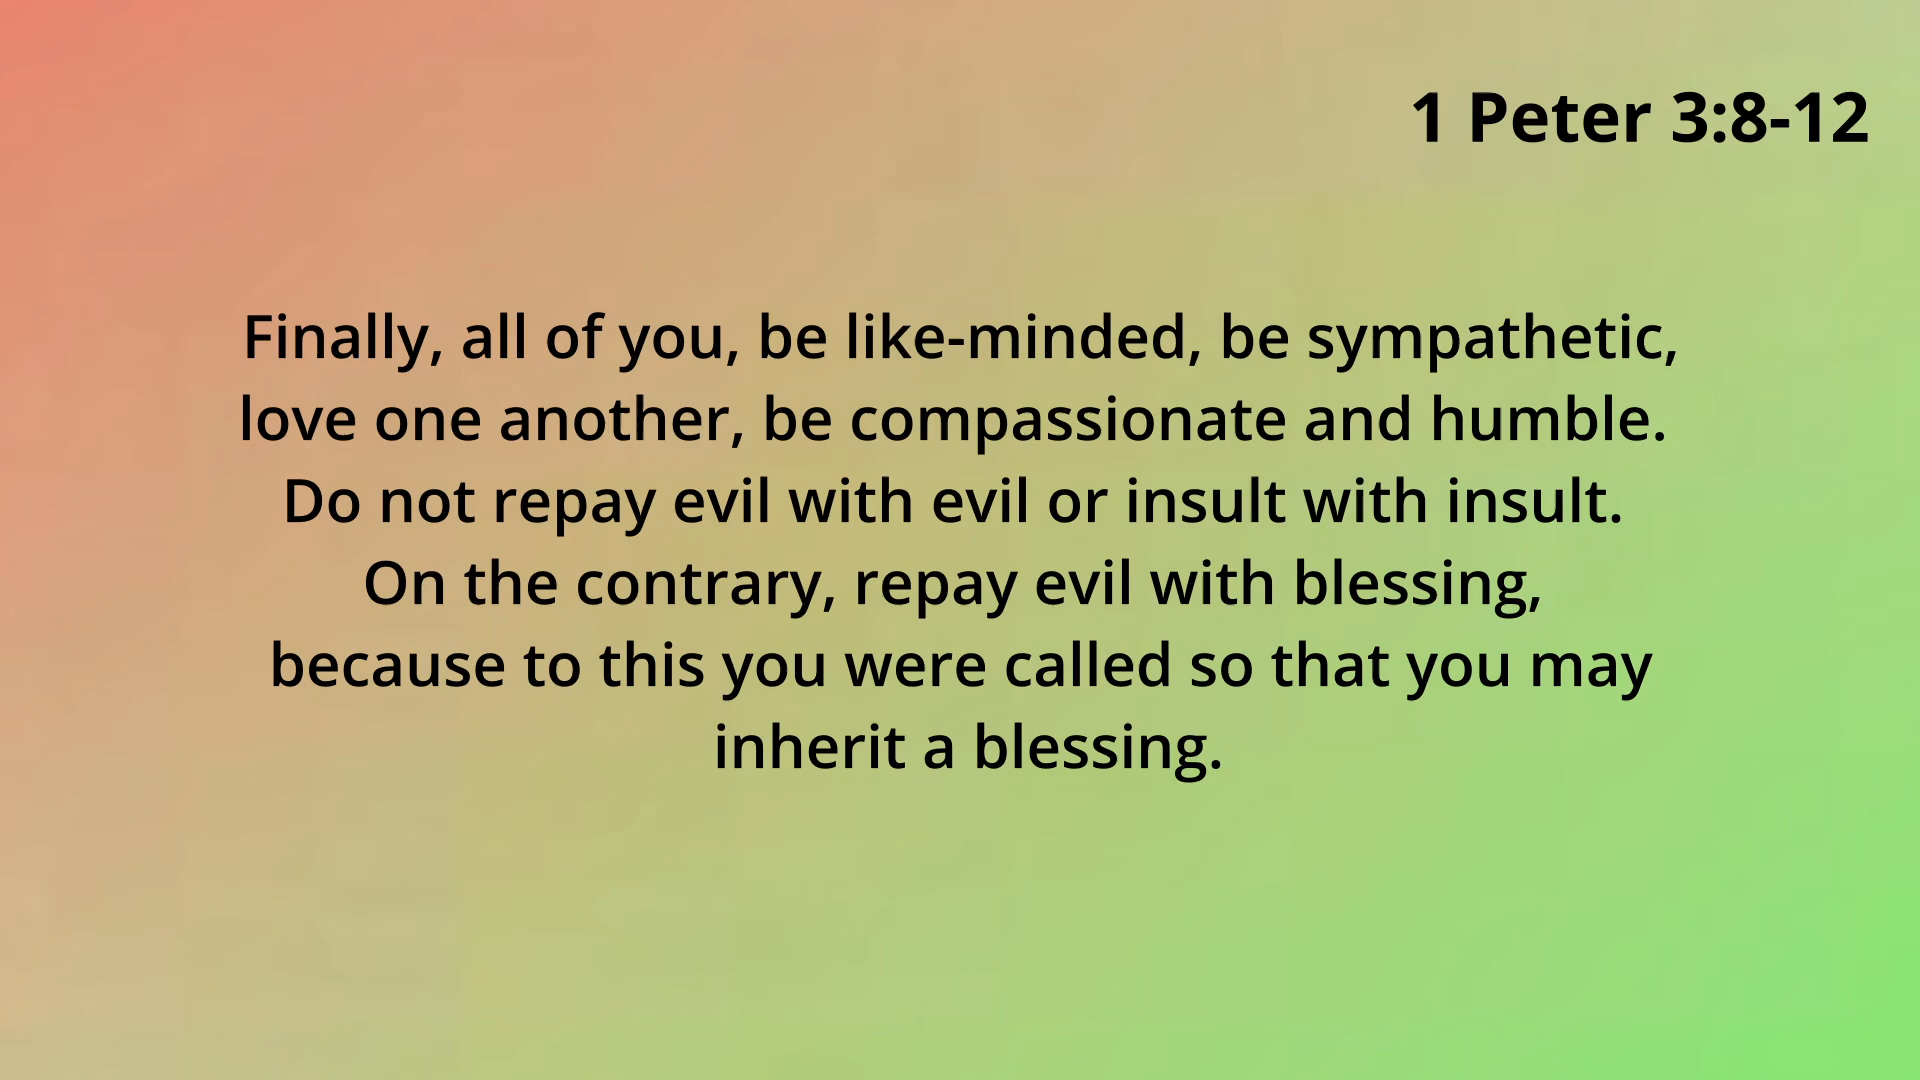 1 Peter 3:8-12
Finally, all of you, be like-minded, be sympathetic,
love one another, be compassionate and humble.
Do not repay evil with evil or insult with insult.
On the contrary, repay evil with blessing,
because to this you were called so that you may
inherit a blessing.